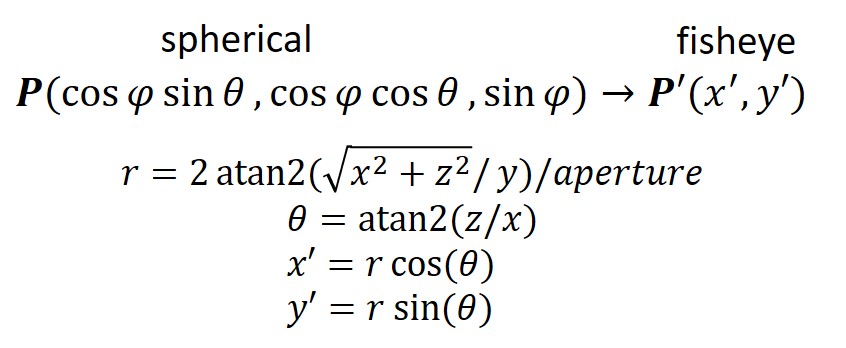 spherical fisheye
P(cos φ sin θ , cos φ cos θ , sin φ) → P′(x′, y′)
r = 2 atan2(√x² + z²/ y)/aperture
θ = atan2(z/x)
x′ = r cos(θ)
y′ = r sin(θ)